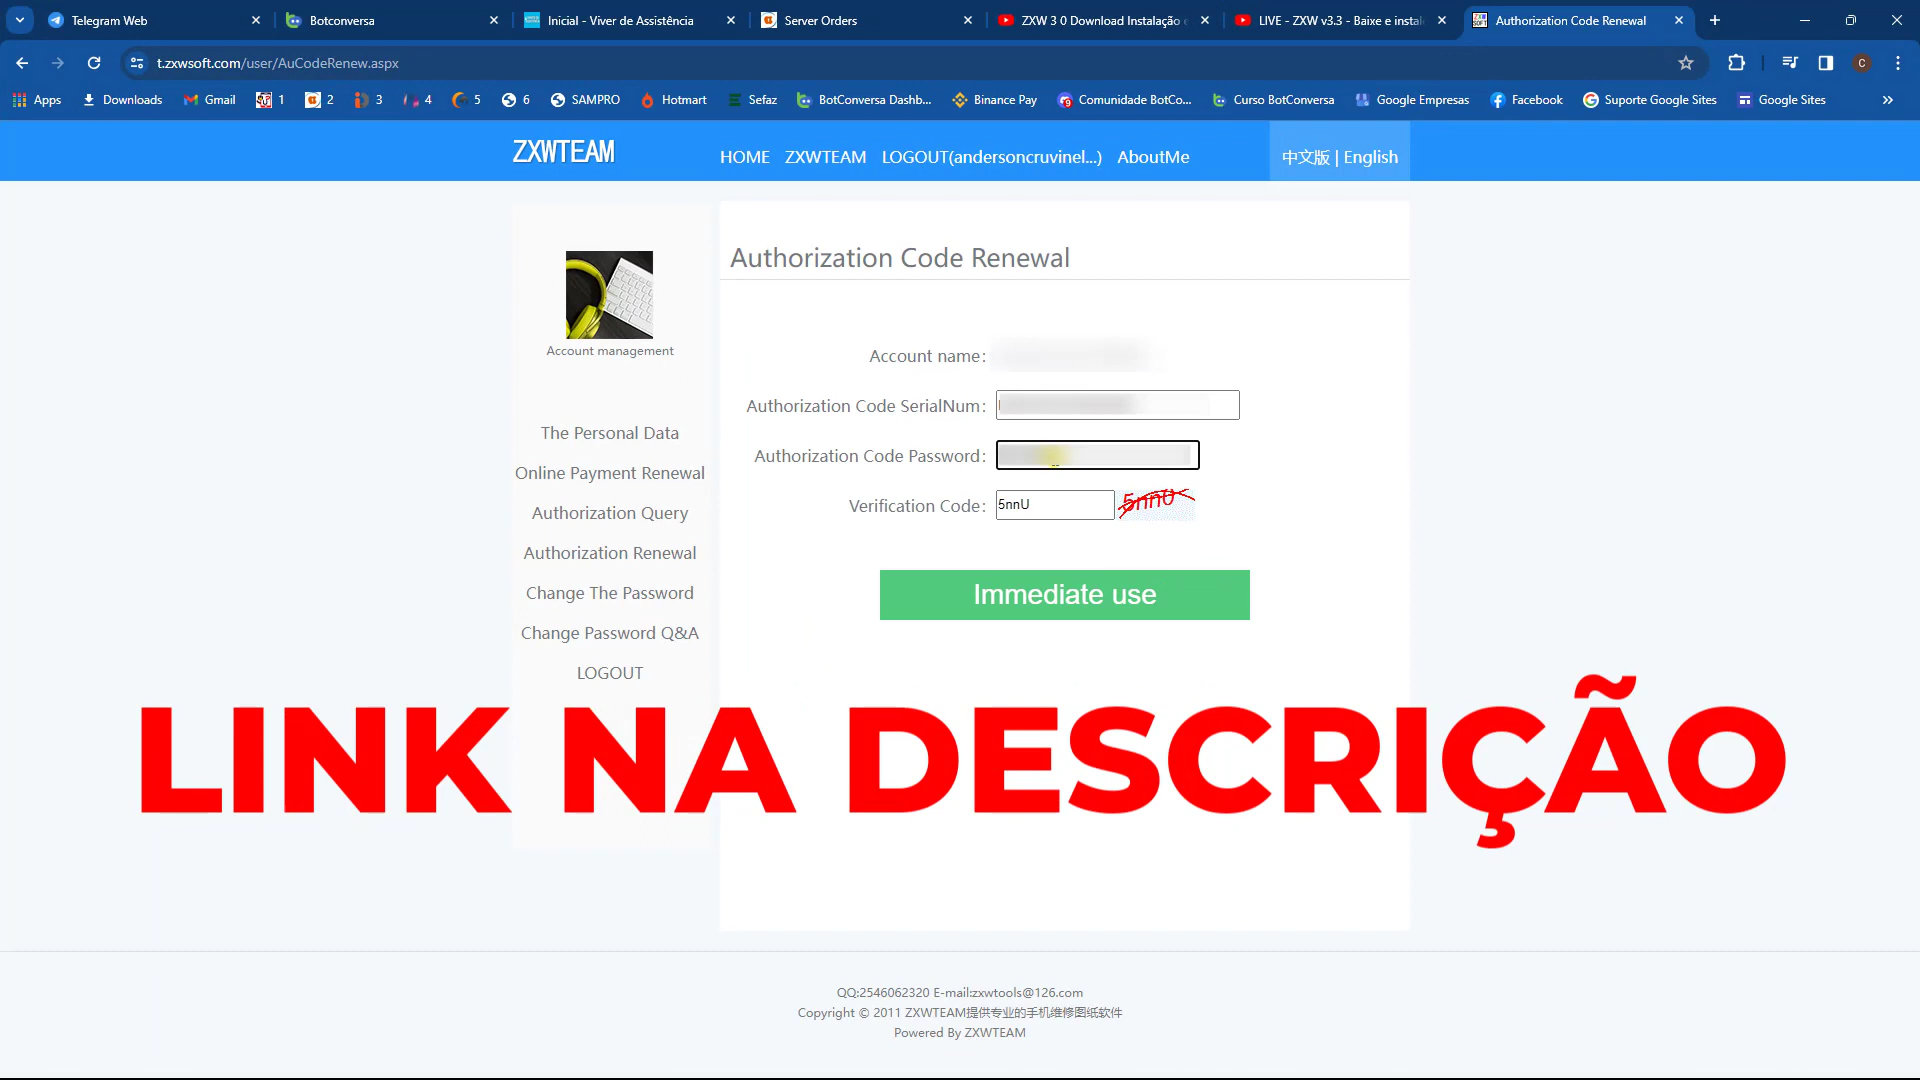 Telegram Web
Botconversa
Inicial - Viver de Assistência
Server Orders
ZXW 3 0 Download Instalação
LIVE - ZXW v3.3 - Baixe e instal
Authorization Code Renewal
t.zxwsoft.com/user/AuCodeRenew.aspx
C
Apps
Downloads
Gmail
1
2
3
4
5
6
SAMPRO
Hotmart
Sefaz
BotConversa Dashb...
Binance Pay
Comunidade BotCo...
Curso BotConversa
Google Empresas
Facebook
Suporte Google Sites
Google Sites
ZXWTEAM
HOME
ZXWTEAM
LOGOUT(andersoncruvinel...)
AboutMe
中文版 | English
Account management
The Personal Data
Online Payment Renewal
Authorization Query
Authorization Renewal
Change The Password
Change Password Q&A
LOGOUT
Authorization Code Renewal
Account name:
Authorization Code SerialNum:
Authorization Code Password:
Verification Code: 5nnU 5nnU
Immediate use
LINK NA DESCRIÇÃO
QQ:2546062320 E-mail:zxwtools@126.com
Copyright © 2011 ZXWTEAM提供专业的手机维修图纸软件
Powered By ZXWTEAM